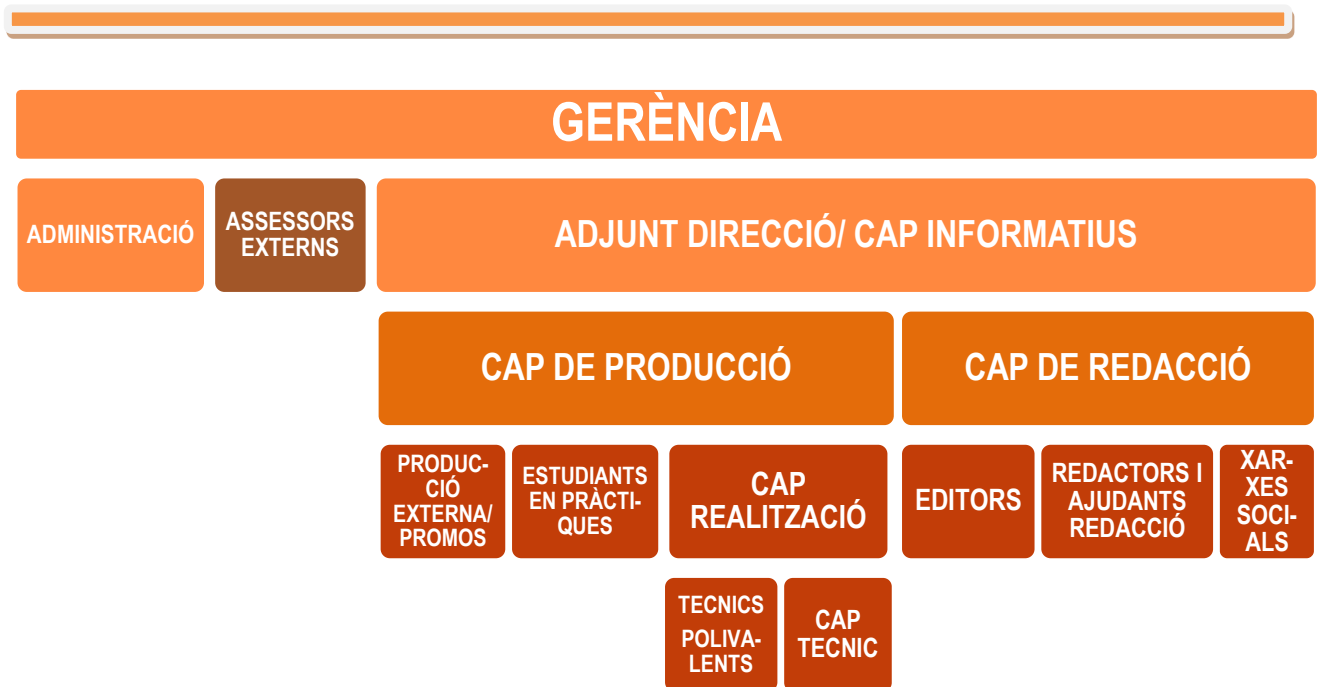 GERÈNCIA
ADMINISTRACIÓ
ASSESSORS
EXTERNS
ADJUNT DIRECCIÓ/ CAP INFORMATIUS
CAP DE PRODUCCIÓ
CAP DE REDACCIÓ
PRODUC-
CIÓ
EXTERNA/
PROMOS
ESTUDIANTS
EN PRÀCTI-
QUES
CAP
REALITZACIÓ
EDITORS
REDACTORS I
AJUDANTS
REDACCIÓ
XAR-
XES
SOCI-
ALS
TECNICS
POLIVA-
LENTS
CAP
TECNIC